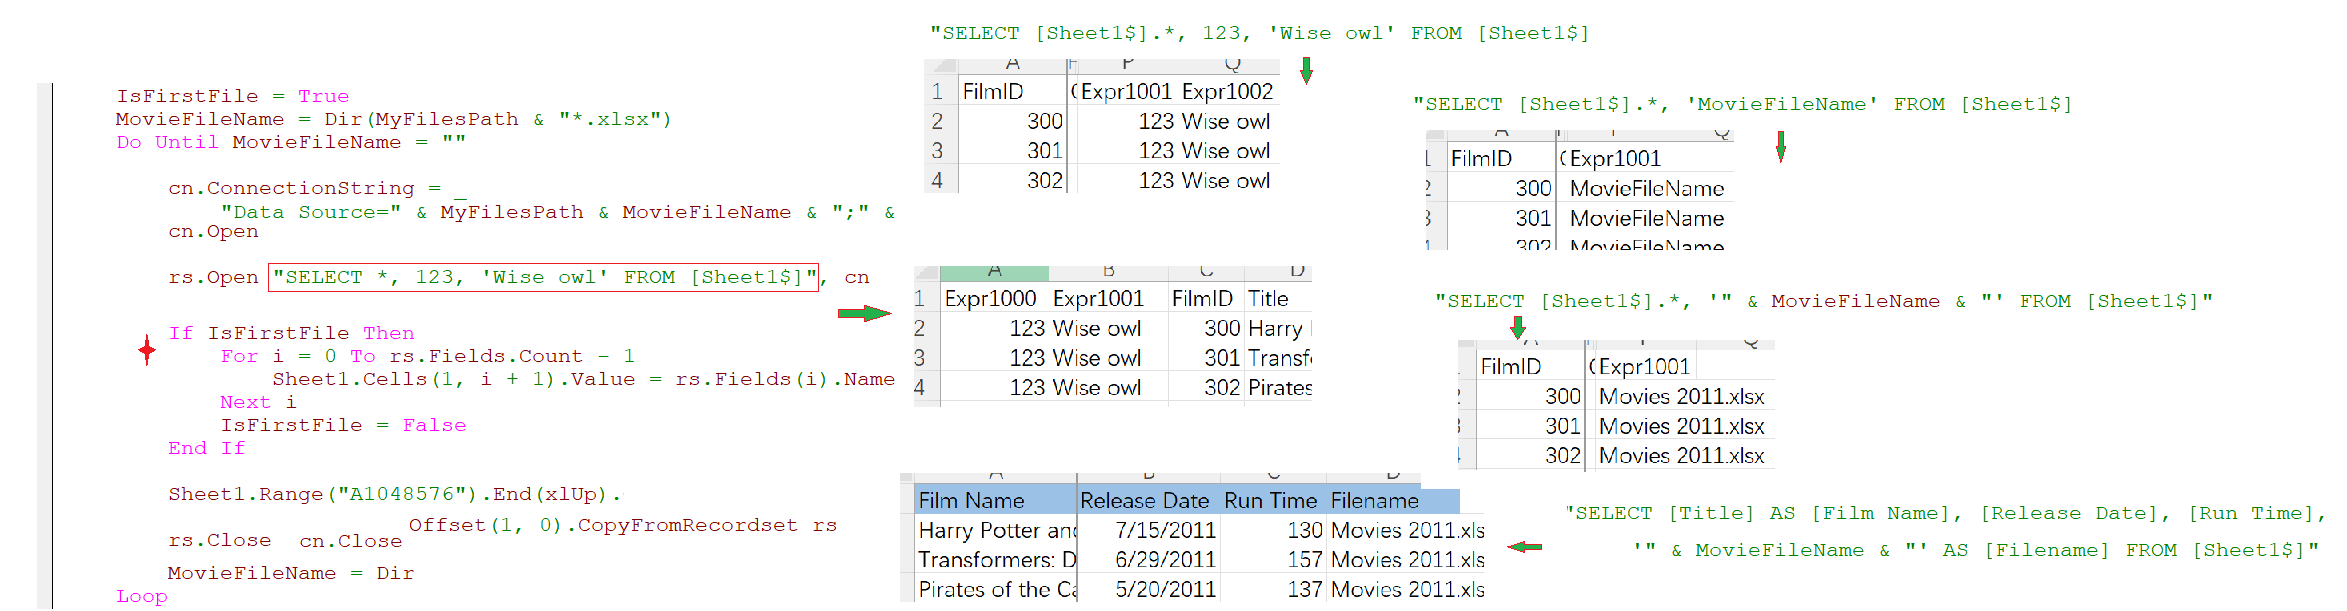 IsFirstFile = True
MovieFileName = Dir(MyFilesPath & "*.xlsx")
Do Until MovieFileName = ""
cn.ConnectionString = _
"Data Source=" & MyFilesPath & MovieFileName & ";" &
cn.Open
rs.Open "SELECT *, 123, 'Wise owl' FROM [Sheet1$]", cn
If IsFirstFile Then
For i = 0 To rs.Fields.Count - 1
Sheet1.Cells(1, i + 1).Value = rs.Fields(i).Name
Next i
IsFirstFile = False
End If
Sheet1.Range("A1048576").End(xlUp).
Offset(1, 0).CopyFromRecordset rs
rs.Close cn.Close
MovieFileName = Dir
Loop
"SELECT [Sheet1$].*, 123, 'Wise owl' FROM [Sheet1$]
A P Q
1 FilmID Expr1001 Expr1002
2 300 123 Wise owl
3 301 123 Wise owl
4 302 123 Wise owl
A B C D
1 Expr1000 Expr1001 FilmID Title
2 123 Wise owl 300 Harry
3 123 Wise owl 301 Transf
4 123 Wise owl 302 Pirates
A B C D
Film Name Release Date Run Time Filename
Harry Potter and 7/15/2011 130 Movies 2011.xls
Transformers: D 6/29/2011 157 Movies 2011.xls
Pirates of the Ca 5/20/2011 137 Movies 2011.xls
"SELECT [Sheet1$].*, 'MovieFileName' FROM [Sheet1$]
A Q
1 FilmID Expr1001
2 300 MovieFileName
3 301 MovieFileName
4 302 MovieFileName
"SELECT [Sheet1$].*, '" & MovieFileName & "' FROM [Sheet1$]"
A Q
FilmID Expr1001
2 300 Movies 2011.xlsx
3 301 Movies 2011.xlsx
4 302 Movies 2011.xlsx
"SELECT [Title] AS [Film Name], [Release Date], [Run Time],
'" & MovieFileName & "' AS [Filename] FROM [Sheet1$]"